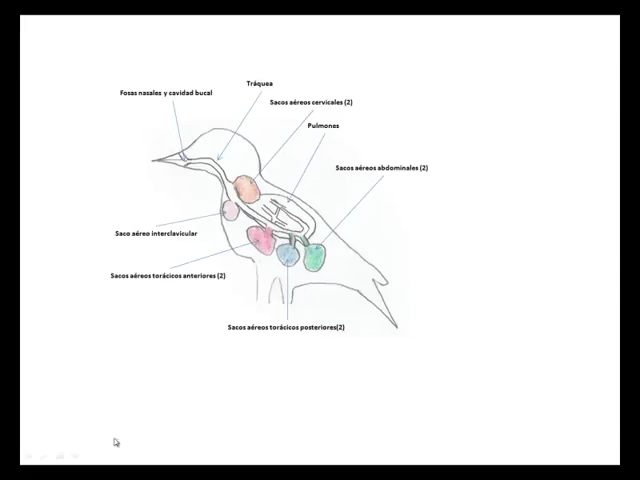 Tráquea
Fosas nasales y cavidad bucal
Sacos aéreos cervicales (2)
Pulmones
Sacos aéreos abdominales (2)
Saco aéreo interclavicular
Sacos aéreos torácicos anteriores (2)
Sacos aéreos torácicos posteriores(2)